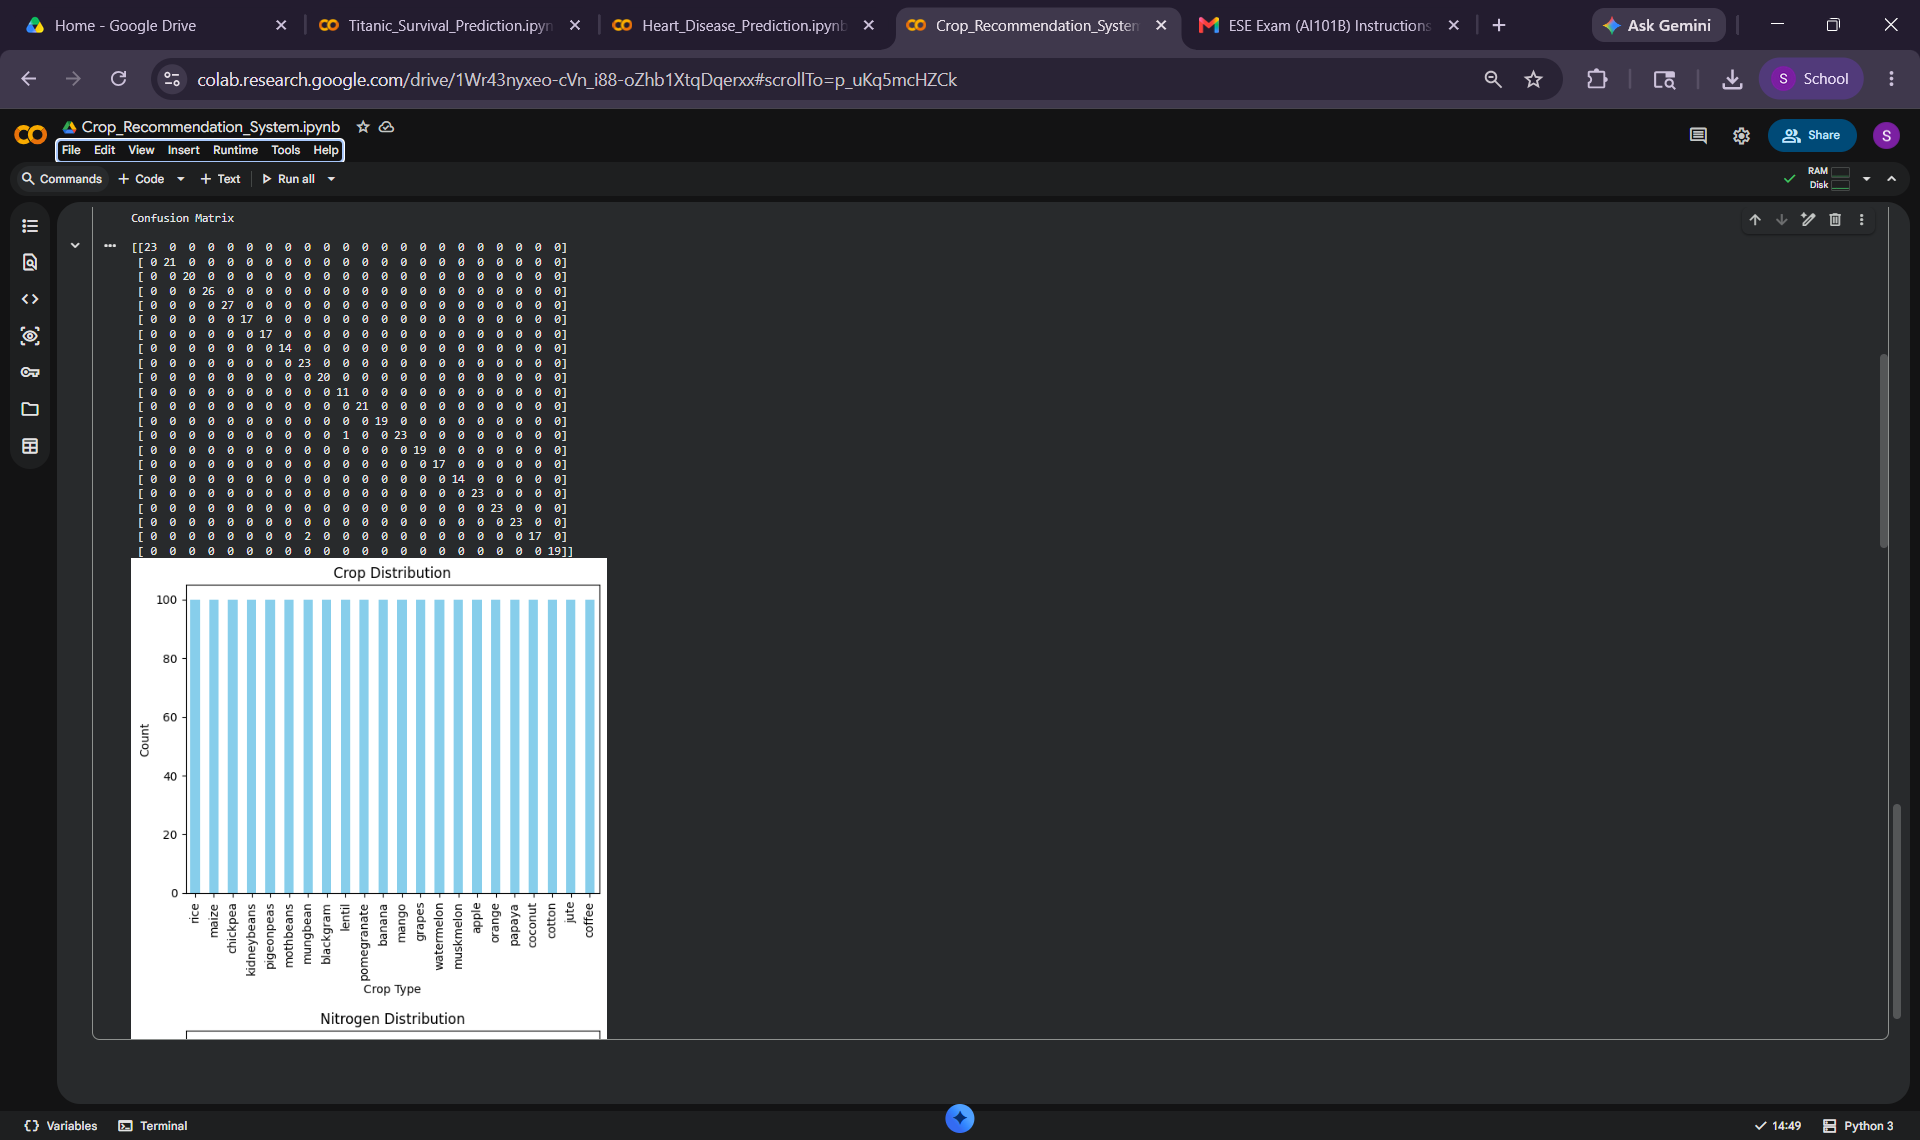 Home - Google Drive
Titanic_Survival_Prediction.ipyn
Heart_Disease_Prediction.ipynb
Crop_Recommendation_System
ESE Exam (AI101B) Instructions
Ask Gemini
colab.research.google.com/drive/1Wr43nyxeo-cVn_i88-oZhb1XtqDqerxx#scrollTo=p_uKq5mcHZCk
S School
Crop_Recommendation_System.ipynb
Share
S
File Edit View Insert Runtime Tools Help
Commands + Code + Text Run all
RAM
Disk
Confusion Matrix
[[23 0 0 0 0 0 0 0 0 0 0 0 0 0 0 0 0 0 0 0 0 0]
[ 0 21 0 0 0 0 0 0 0 0 0 0 0 0 0 0 0 0 0 0 0 0]
[ 0 0 20 0 0 0 0 0 0 0 0 0 0 0 0 0 0 0 0 0 0 0]
[ 0 0 0 26 0 0 0 0 0 0 0 0 0 0 0 0 0 0 0 0 0 0]
[ 0 0 0 0 27 0 0 0 0 0 0 0 0 0 0 0 0 0 0 0 0 0]
[ 0 0 0 0 0 17 0 0 0 0 0 0 0 0 0 0 0 0 0 0 0 0]
[ 0 0 0 0 0 0 17 0 0 0 0 0 0 0 0 0 0 0 0 0 0 0]
[ 0 0 0 0 0 0 0 14 0 0 0 0 0 0 0 0 0 0 0 0 0 0]
[ 0 0 0 0 0 0 0 0 23 0 0 0 0 0 0 0 0 0 0 0 0 0]
[ 0 0 0 0 0 0 0 0 0 20 0 0 0 0 0 0 0 0 0 0 0 0]
[ 0 0 0 0 0 0 0 0 0 0 11 0 0 0 0 0 0 0 0 0 0 0]
[ 0 0 0 0 0 0 0 0 0 0 0 21 0 0 0 0 0 0 0 0 0 0]
[ 0 0 0 0 0 0 0 0 0 0 0 0 19 0 0 0 0 0 0 0 0 0]
[ 0 0 0 0 0 0 0 0 0 0 1 0 0 23 0 0 0 0 0 0 0 0]
[ 0 0 0 0 0 0 0 0 0 0 0 0 0 0 19 0 0 0 0 0 0 0]
[ 0 0 0 0 0 0 0 0 0 0 0 0 0 0 0 17 0 0 0 0 0 0]
[ 0 0 0 0 0 0 0 0 0 0 0 0 0 0 0 0 14 0 0 0 0 0]
[ 0 0 0 0 0 0 0 0 0 0 0 0 0 0 0 0 0 23 0 0 0 0]
[ 0 0 0 0 0 0 0 0 0 0 0 0 0 0 0 0 0 0 23 0 0 0]
[ 0 0 0 0 0 0 0 0 0 0 0 0 0 0 0 0 0 0 0 23 0 0]
[ 0 0 0 0 0 0 0 0 2 0 0 0 0 0 0 0 0 0 0 0 17 0]
[ 0 0 0 0 0 0 0 0 0 0 0 0 0 0 0 0 0 0 0 0 0 19]]
Crop Distribution
100
80
60
40
20
0
Count
rice
maize
chickpea
kidneybeans
pigeonpeas
mothbeans
mungbean
blackgram
lentil
pomegranate
banana
mango
grapes
watermelon
muskmelon
apple
orange
papaya
coconut
cotton
jute
coffee
Crop Type
Nitrogen Distribution
Variables
Terminal
14:49
Python 3